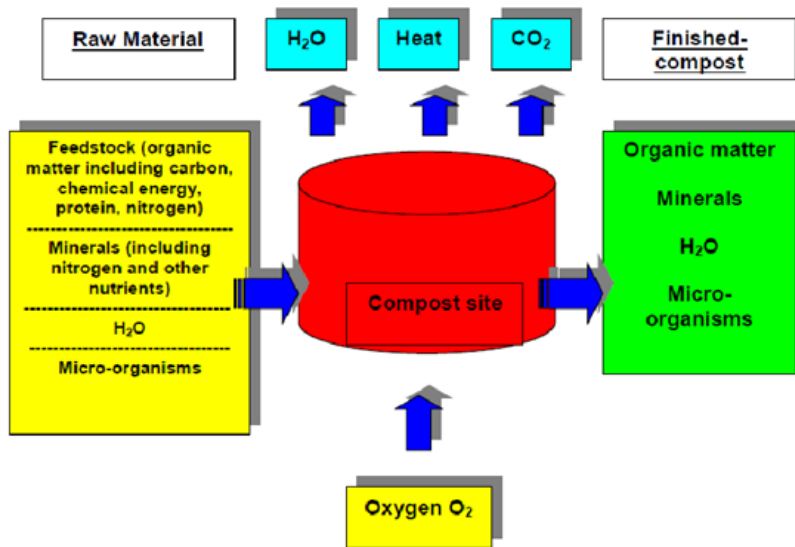 Raw Material
H₂O
Heat
CO₂
Finished-
compost
Feedstock (organic
matter including carbon,
chemical energy,
protein, nitrogen)
Minerals (including
nitrogen and other
nutrients)
H₂O
Micro-organisms
Compost site
Organic matter
Minerals
H₂O
Micro-
organisms
Oxygen O₂